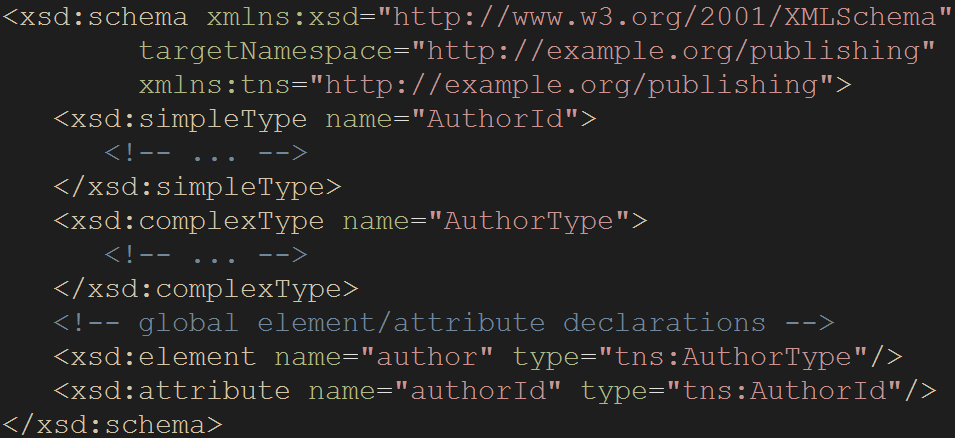 <xsd:schema xmlns:xsd="http://www.w3.org/2001/XMLSchema"
        targetNamespace="http://example.org/publishing"
        xmlns:tns="http://example.org/publishing">
   <xsd:simpleType name="AuthorId">
      <!-- ... -->
   </xsd:simpleType>
   <xsd:complexType name="AuthorType">
      <!-- ... -->
   </xsd:complexType>
   <!-- global element/attribute declarations -->
   <xsd:element name="author" type="tns:AuthorType"/>
   <xsd:attribute name="authorId" type="tns:AuthorId"/>
</xsd:schema>